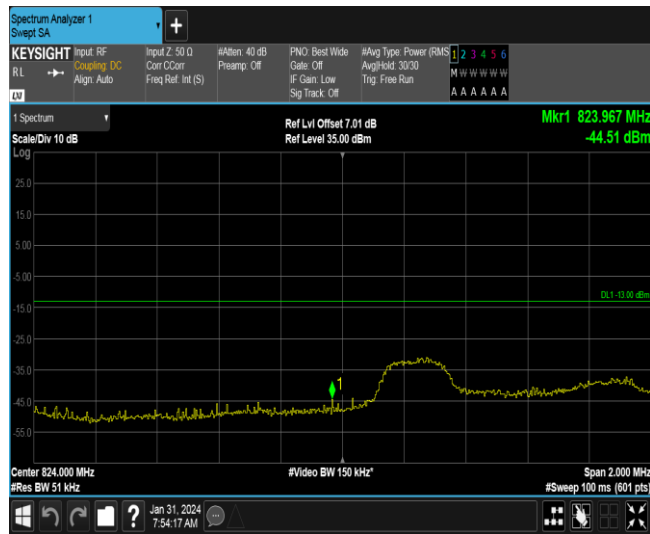 Spectrum Analyzer 1
Swept SA
KEYSIGHT
RL
LXI
Input: RF
Coupling: DC
Align: Auto
Input Z: 50 Ω
Corr CCorr
Freq Ref: Int (S)
#Atten: 40 dB
Preamp: Off
PNO: Best Wide
Gate: Off
IF Gain: Low
Sig Track: Off
#Avg Type: Power (RMS
Avg|Hold: 30/30
Trig: Free Run
1 2 3 4 5 6
M W W W W W
A A A A A A
1 Spectrum
Scale/Div 10 dB
Log
Ref Lvl Offset 7.01 dB
Ref Level 35.00 dBm
Mkr1 823.967 MHz
-44.51 dBm
25.0
15.0
5.00
-5.00
DL1 -13.00 dBm
-15.0
-25.0
-35.0
1
-45.0
-55.0
Center 824.000 MHz
#Video BW 150 kHz*
Span 2.000 MHz
#Res BW 51 kHz
#Sweep 100 ms (601 pts)
?
Jan 31, 2024
7:54:17 AM